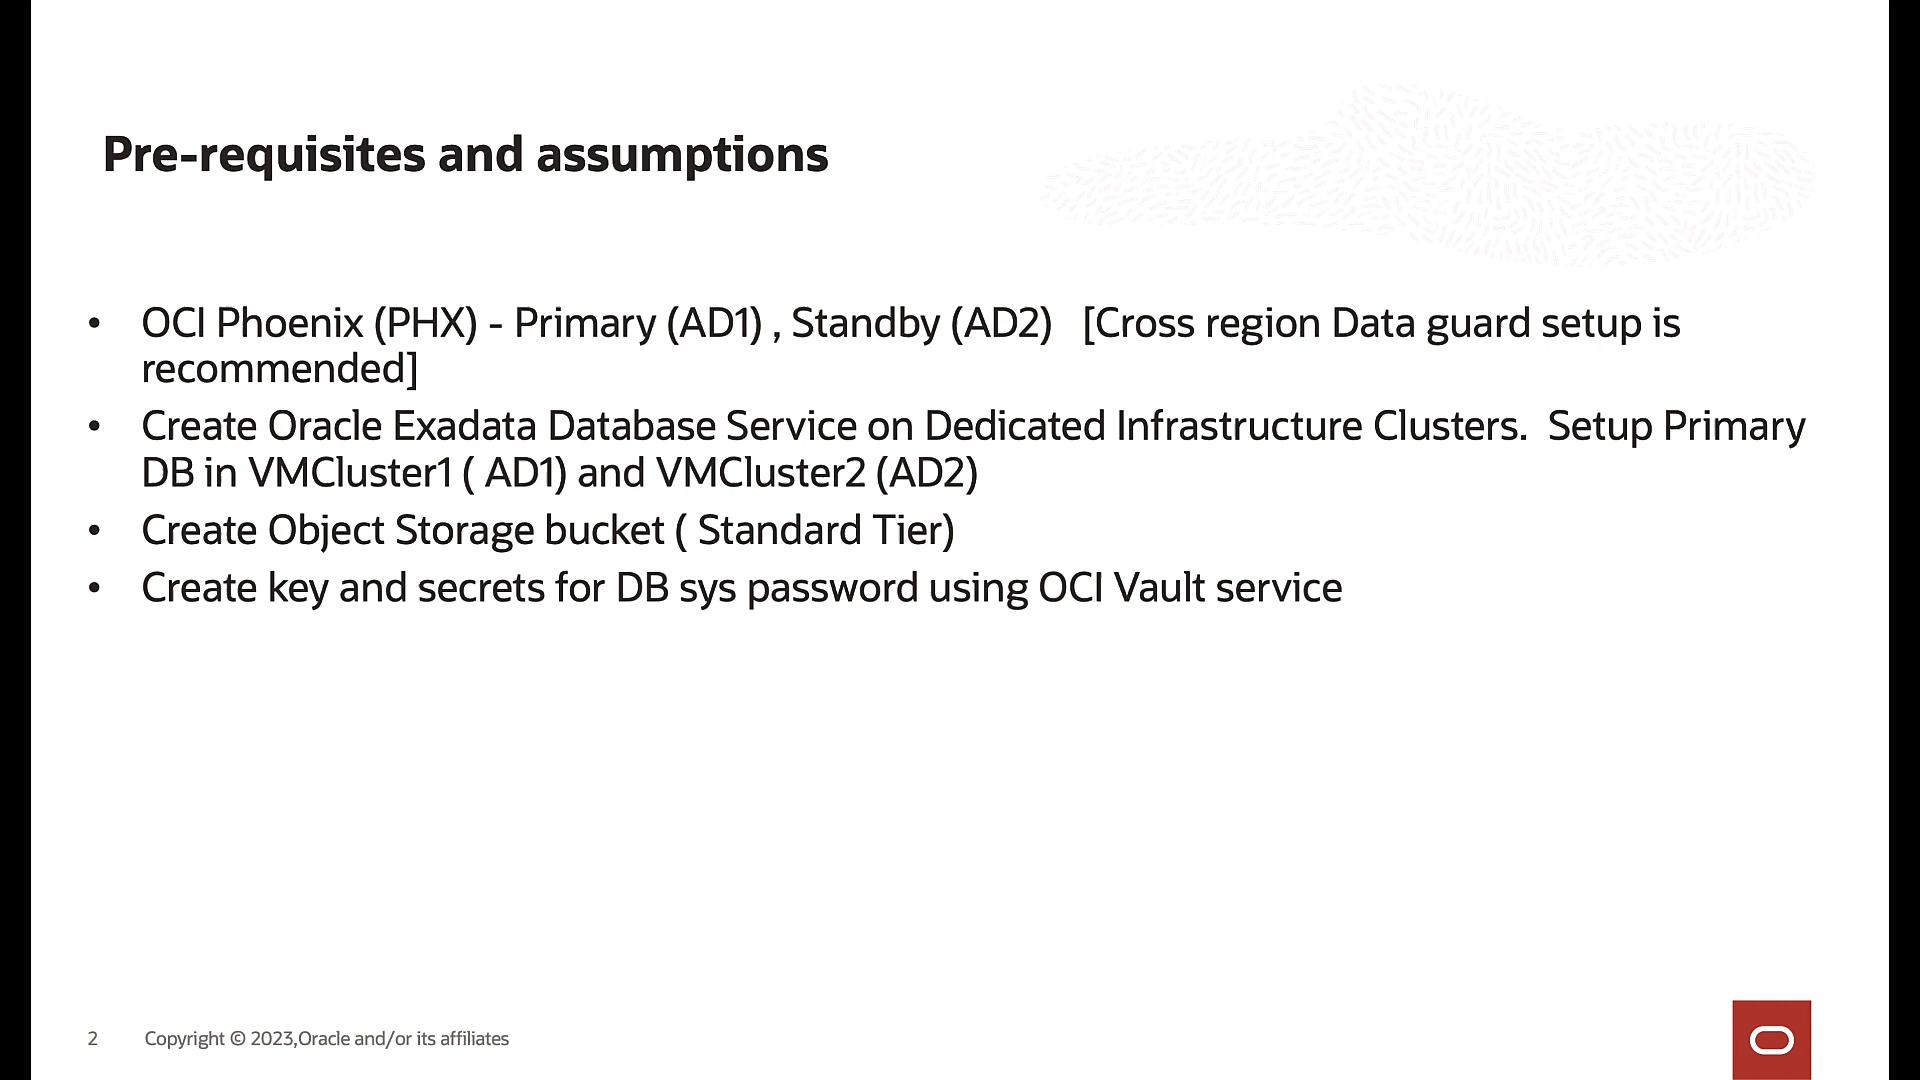 Pre-requisites and assumptions
• OCI Phoenix (PHX) - Primary (AD1) , Standby (AD2)   [Cross region Data guard setup is
recommended]
• Create Oracle Exadata Database Service on Dedicated Infrastructure Clusters.  Setup Primary
DB in VMCluster1 ( AD1) and VMCluster2 (AD2)
• Create Object Storage bucket ( Standard Tier)
• Create key and secrets for DB sys password using OCI Vault service
2 Copyright © 2023,Oracle and/or its affiliates